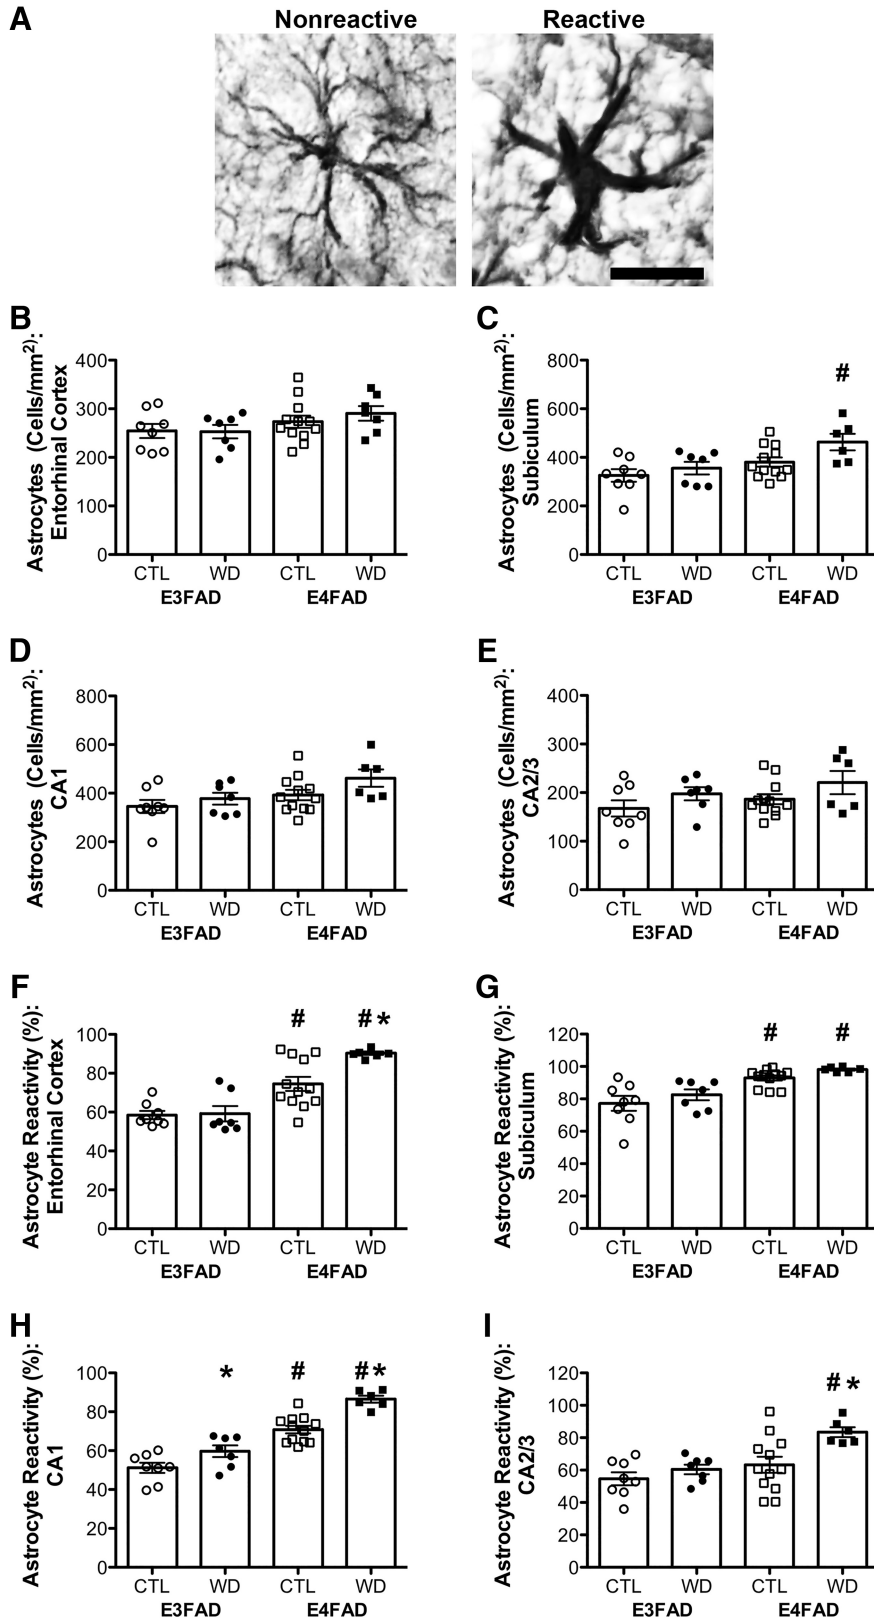 A
Nonreactive
Reactive
B
Astrocytes (Cells/mm²):
Entorhinal Cortex
400
300
200
100
0
CTL WD CTL WD
E3FAD E4FAD
C
Astrocytes (Cells/mm²):
Subiculum
800
600
400
200
0
#
CTL WD CTL WD
E3FAD E4FAD
D
Astrocytes (Cells/mm²):
CA1
800
600
400
200
0
CTL WD CTL WD
E3FAD E4FAD
E
Astrocytes (Cells/mm²):
CA2/3
400
300
200
100
0
CTL WD CTL WD
E3FAD E4FAD
F
Astrocyte Reactivity (%):
Entorhinal Cortex
100
80
60
40
20
0
# # *
CTL WD CTL WD
E3FAD E4FAD
G
Astrocyte Reactivity (%):
Subiculum
120
100
80
60
40
20
0
# #
CTL WD CTL WD
E3FAD E4FAD
H
Astrocyte Reactivity (%):
CA1
100
80
60
40
20
0
* # # *
CTL WD CTL WD
E3FAD E4FAD
I
Astrocyte Reactivity (%):
CA2/3
120
100
80
60
40
20
0
# *
CTL WD CTL WD
E3FAD E4FAD